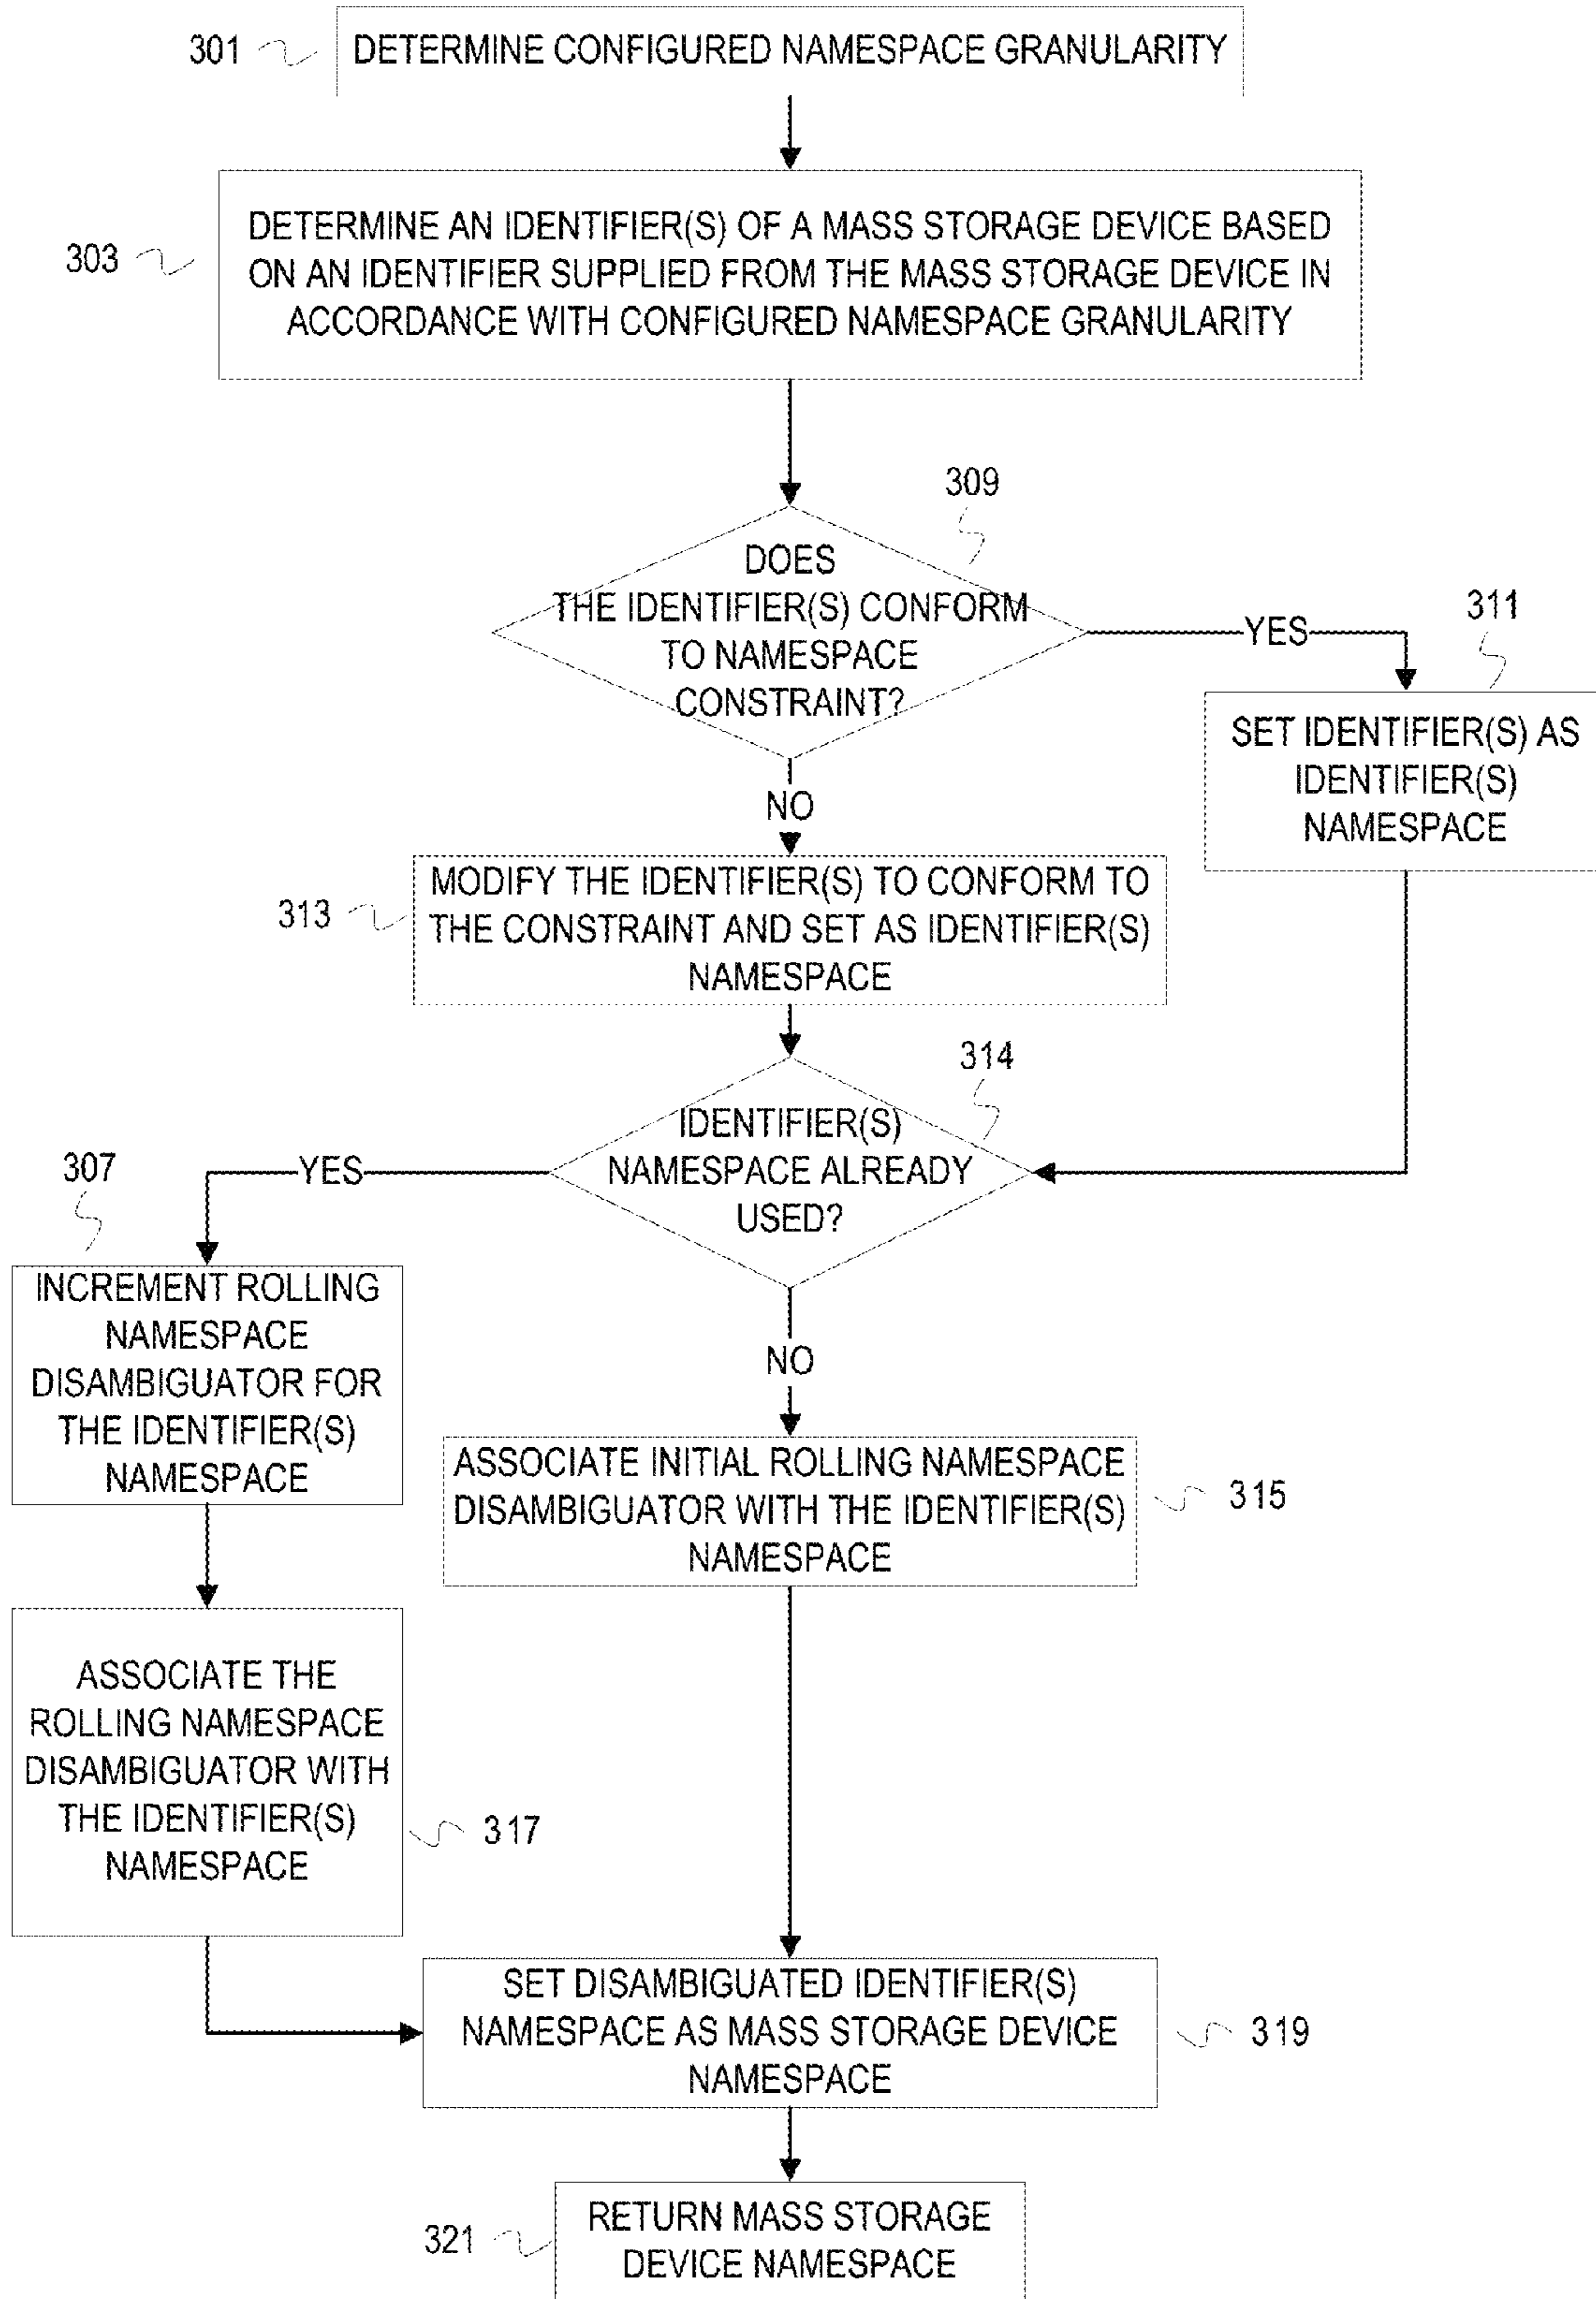 301
DETERMINE CONFIGURED NAMESPACE GRANULARITY
303
DETERMINE AN IDENTIFIER(S) OF A MASS STORAGE DEVICE BASED
ON AN IDENTIFIER SUPPLIED FROM THE MASS STORAGE DEVICE IN
ACCORDANCE WITH CONFIGURED NAMESPACE GRANULARITY
309
DOES
THE IDENTIFIER(S) CONFORM
TO NAMESPACE
CONSTRAINT?
YES
311
SET IDENTIFIER(S) AS
IDENTIFIER(S)
NAMESPACE
NO
313
MODIFY THE IDENTIFIER(S) TO CONFORM TO
THE CONSTRAINT AND SET AS IDENTIFIER(S)
NAMESPACE
314
IDENTIFIER(S)
NAMESPACE ALREADY
USED?
YES
307
INCREMENT ROLLING
NAMESPACE
DISAMBIGUATOR FOR
THE IDENTIFIER(S)
NAMESPACE
NO
ASSOCIATE INITIAL ROLLING NAMESPACE
DISAMBIGUATOR WITH THE IDENTIFIER(S)
NAMESPACE
315
ASSOCIATE THE
ROLLING NAMESPACE
DISAMBIGUATOR WITH
THE IDENTIFIER(S)
NAMESPACE
317
SET DISAMBIGUATED IDENTIFIER(S)
NAMESPACE AS MASS STORAGE DEVICE
NAMESPACE
319
321
RETURN MASS STORAGE
DEVICE NAMESPACE